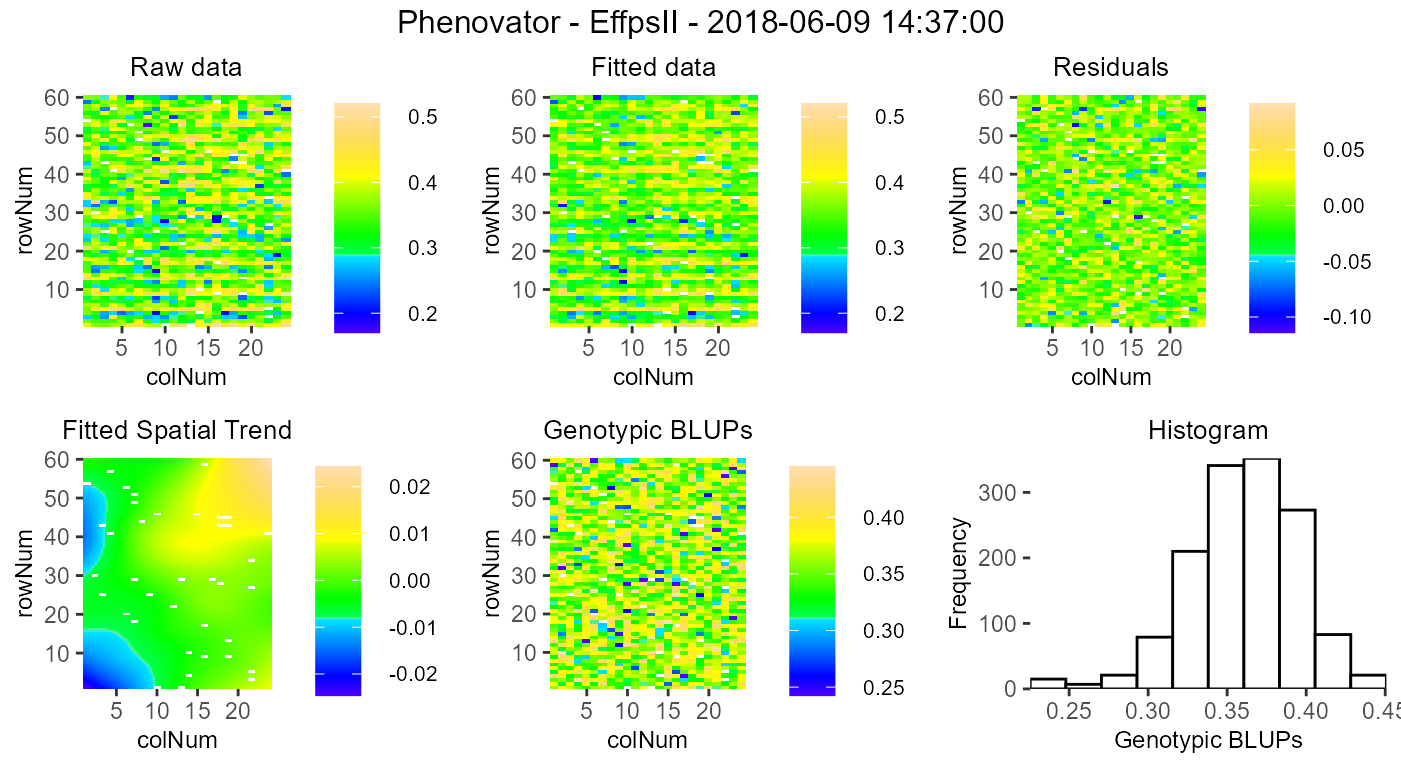 Phenovator - EffpsII - 2018-06-09 14:37:00
Raw data
60
50
40
30
20
10
rowNum
5 10 15 20
colNum
0.5
0.4
0.3
0.2
Fitted data
60
50
40
30
20
10
rowNum
5 10 15 20
colNum
0.5
0.4
0.3
0.2
Residuals
60
50
40
30
20
10
rowNum
5 10 15 20
colNum
0.05
0.00
-0.05
-0.10
Fitted Spatial Trend
60
50
40
30
20
10
rowNum
5 10 15 20
colNum
0.02
0.01
0.00
-0.01
-0.02
Genotypic BLUPs
60
50
40
30
20
10
rowNum
5 10 15 20
colNum
0.40
0.35
0.30
0.25
Histogram
300
200
100
0
Frequency
0.25 0.30 0.35 0.40 0.45
Genotypic BLUPs